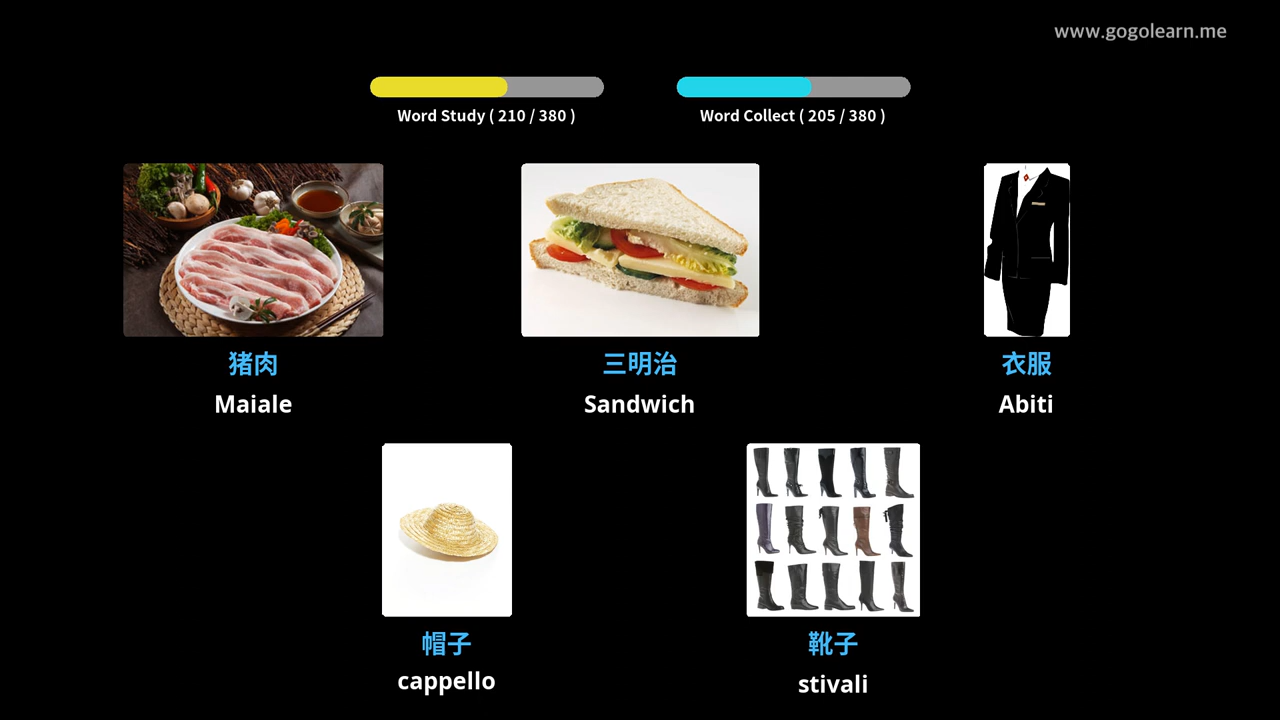 www.gogolearn.me
Word Study ( 210 / 380 )
Word Collect ( 205 / 380 )
猪肉
Maiale
三明治
Sandwich
衣服
Abiti
帽子
cappello
靴子
stivali